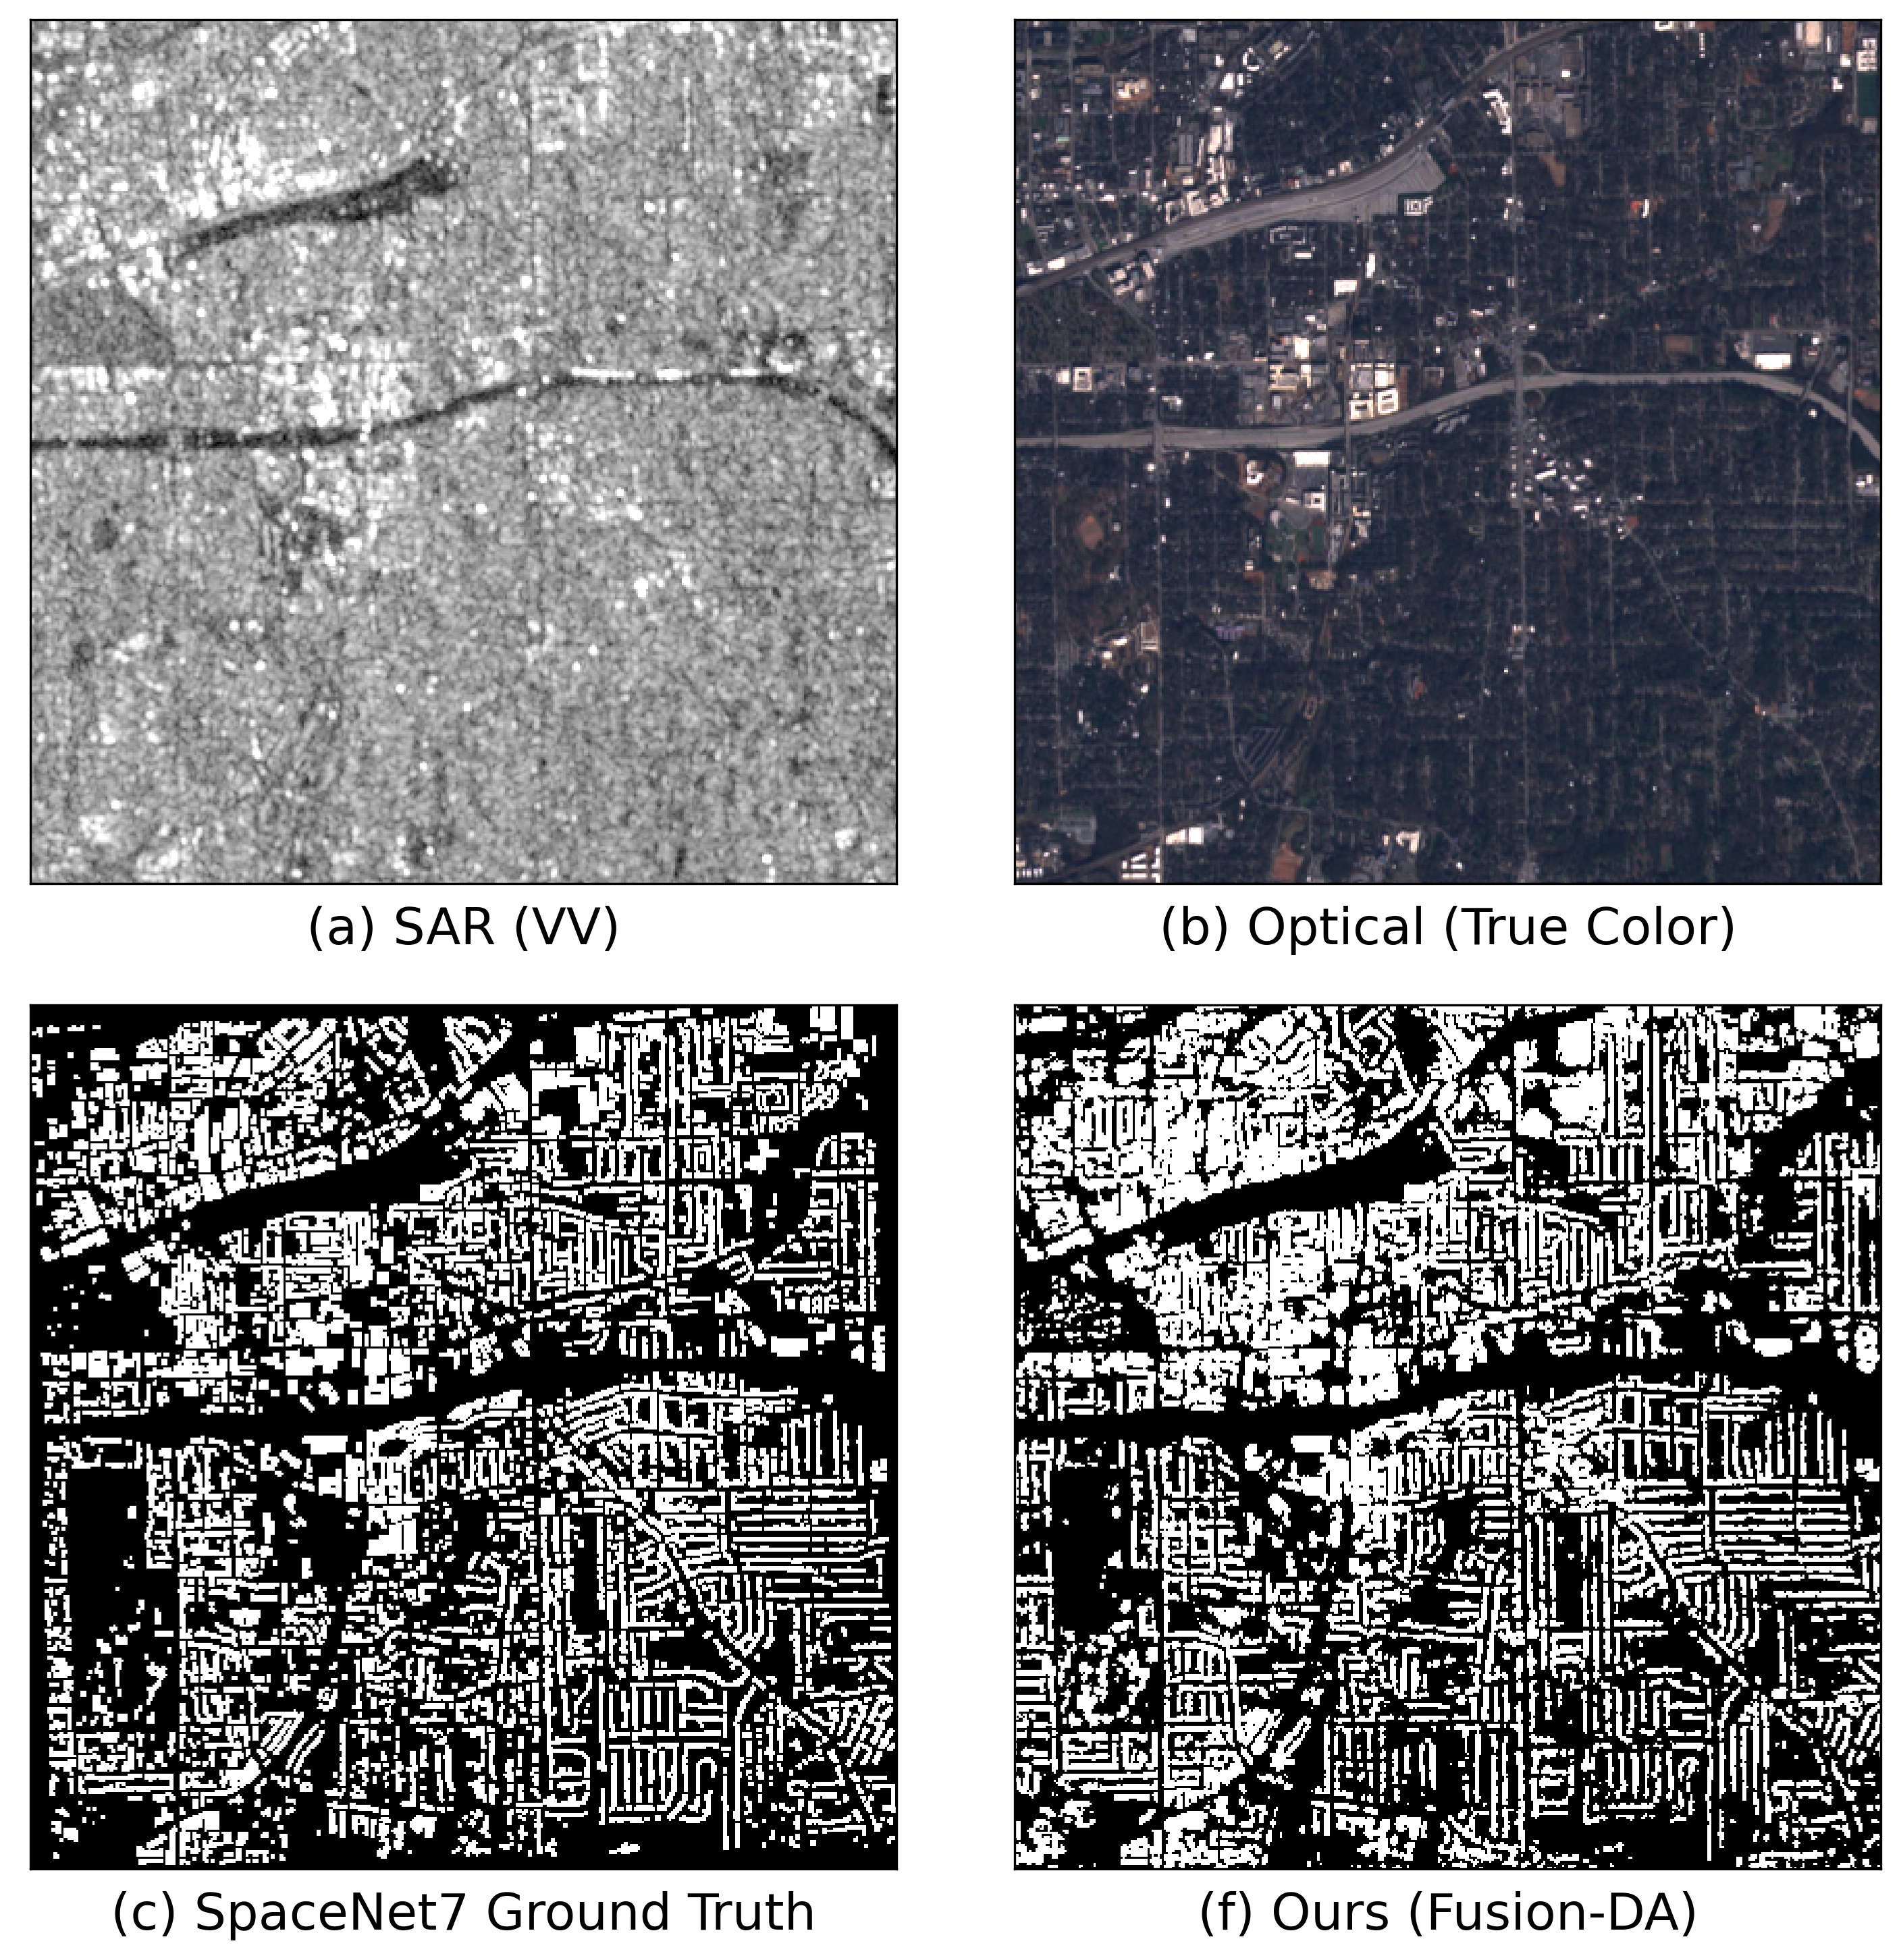 (a) SAR (VV)
(b) Optical (True Color)
(c) SpaceNet7 Ground Truth
(f) Ours (Fusion-DA)